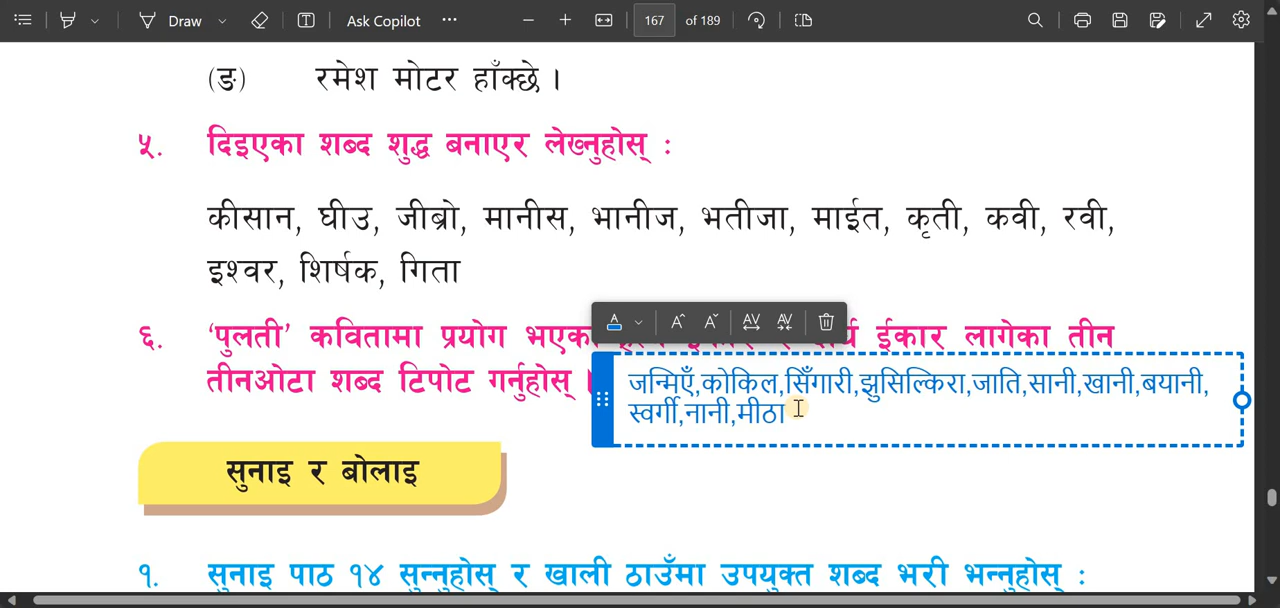 Draw
Ask Copilot
167 of 189
(ङ) रमेश मोटर हाँक्छे ।
५. दिइएका शब्द शुद्ध बनाएर लेख्नुहोस् :
कीसान, घीउ, जीब्रो, मानीस, भानीज, भतीजा, माईत, कृती, कवी, रवी,
इश्वर, शिर्षक, गिता
६. ‘पुलती’ कवितामा प्रयोग भएका ईकार लागेका तीन
तीनओटा शब्द टिपोट गर्नुहोस् ।
जन्मिएँ,कोकिल,सिँगारी,झुसिल्किरा,जाति,सानी,खानी,बयानी,
स्वर्गी,नानी,मीठा
सुनाइ र बोलाइ
१. सुनाइ पाठ १४ सुन्नुहोस् र खाली ठाउँमा उपयुक्त शब्द भरी भन्नुहोस् :